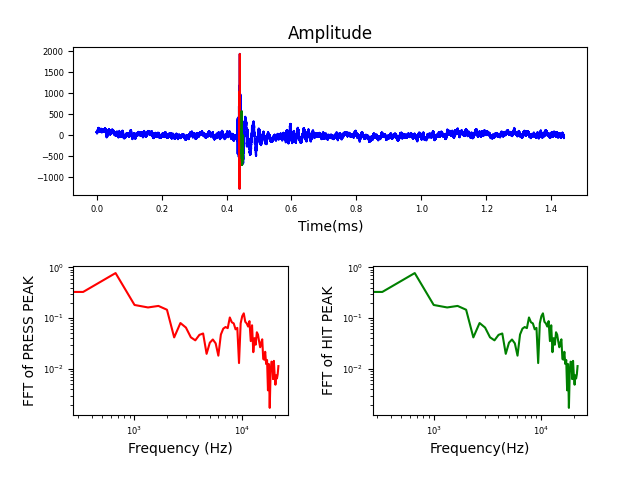 Amplitude
2000
1500
1000
500
0
−500
−1000
0.0 0.2 0.4 0.6 0.8 1.0 1.2 1.4
Time(ms)
FFT of PRESS PEAK
10⁰
10⁻¹
10⁻²
10³ 10⁴
Frequency (Hz)
FFT of HIT PEAK
10⁰
10⁻¹
10⁻²
10³ 10⁴
Frequency(Hz)